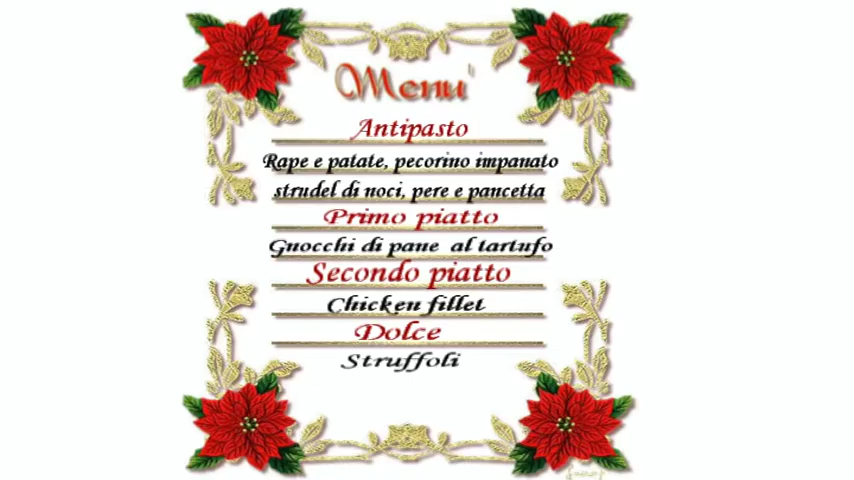 Menu'
Antipasto
Rape e patate, pecorino impanato
strudel di noci, pere e pancetta
Primo piatto
Gnocchi di pane al tartufo
Secondo piatto
Chicken fillet
Dolce
Struffoli